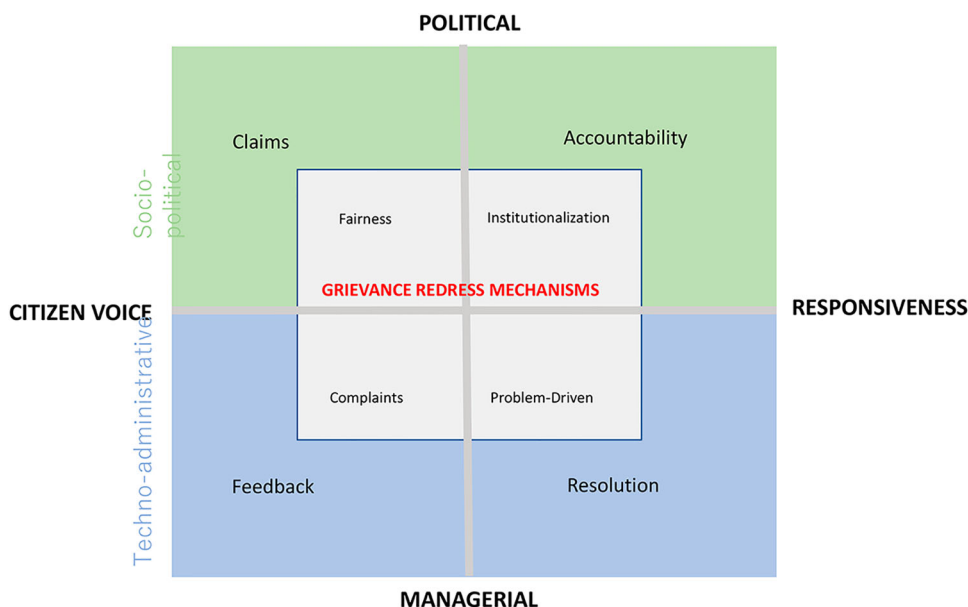 POLITICAL
Claims
Accountability
Socio-
political
Fairness
Institutionalization
GRIEVANCE REDRESS MECHANISMS
CITIZEN VOICE
RESPONSIVENESS
Techno-administrative
Complaints
Problem-Driven
Feedback
Resolution
MANAGERIAL